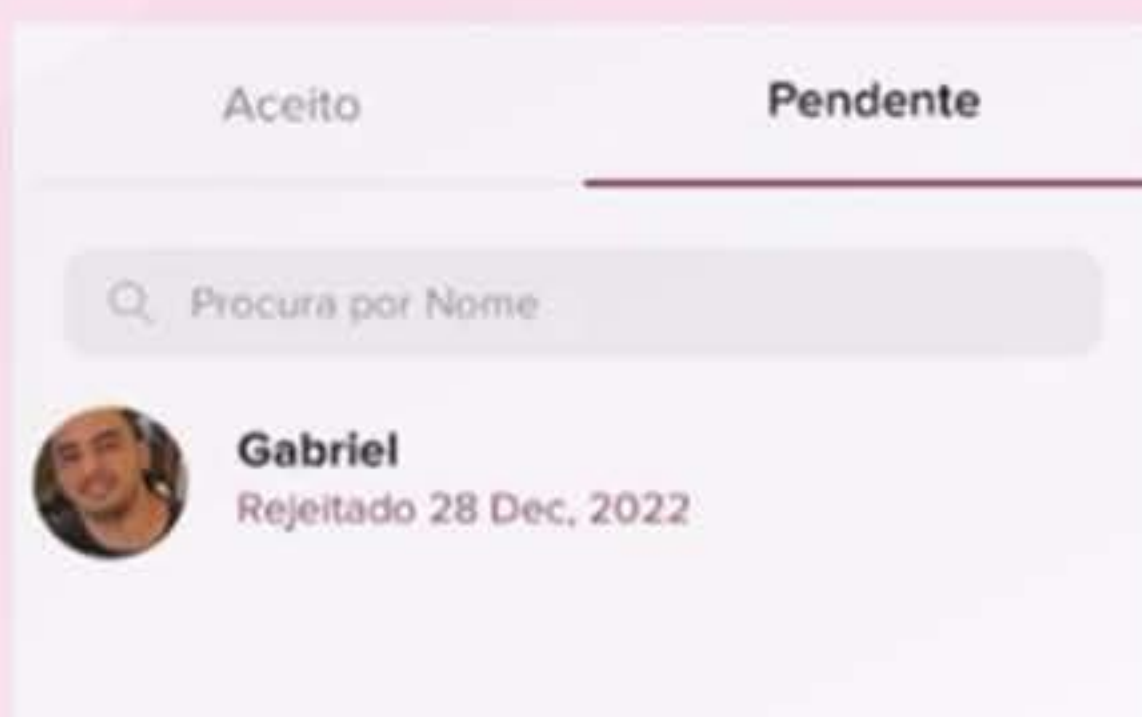 Aceito
Pendente
Procura por Nome
Gabriel
Rejeitado 28 Dec, 2022